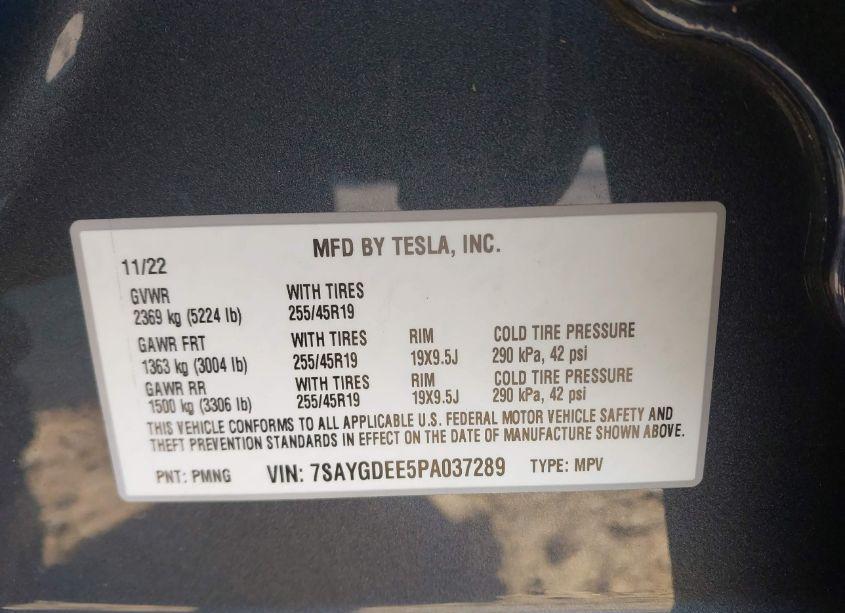 MFD BY TESLA, INC.
11/22
GVWR WITH TIRES
2369 kg (5224 lb) 255/45R19
GAWR FRT WITH TIRES RIM COLD TIRE PRESSURE
1363 kg (3004 lb) 255/45R19 19X9.5J 290 kPa, 42 psi
GAWR RR WITH TIRES RIM COLD TIRE PRESSURE
1500 kg (3306 lb) 255/45R19 19X9.5J 290 kPa, 42 psi
THIS VEHICLE CONFORMS TO ALL APPLICABLE U.S. FEDERAL MOTOR VEHICLE SAFETY AND
THEFT PREVENTION STANDARDS IN EFFECT ON THE DATE OF MANUFACTURE SHOWN ABOVE.
PNT: PMNG VIN: 7SAYGDEE5PA037289 TYPE: MPV